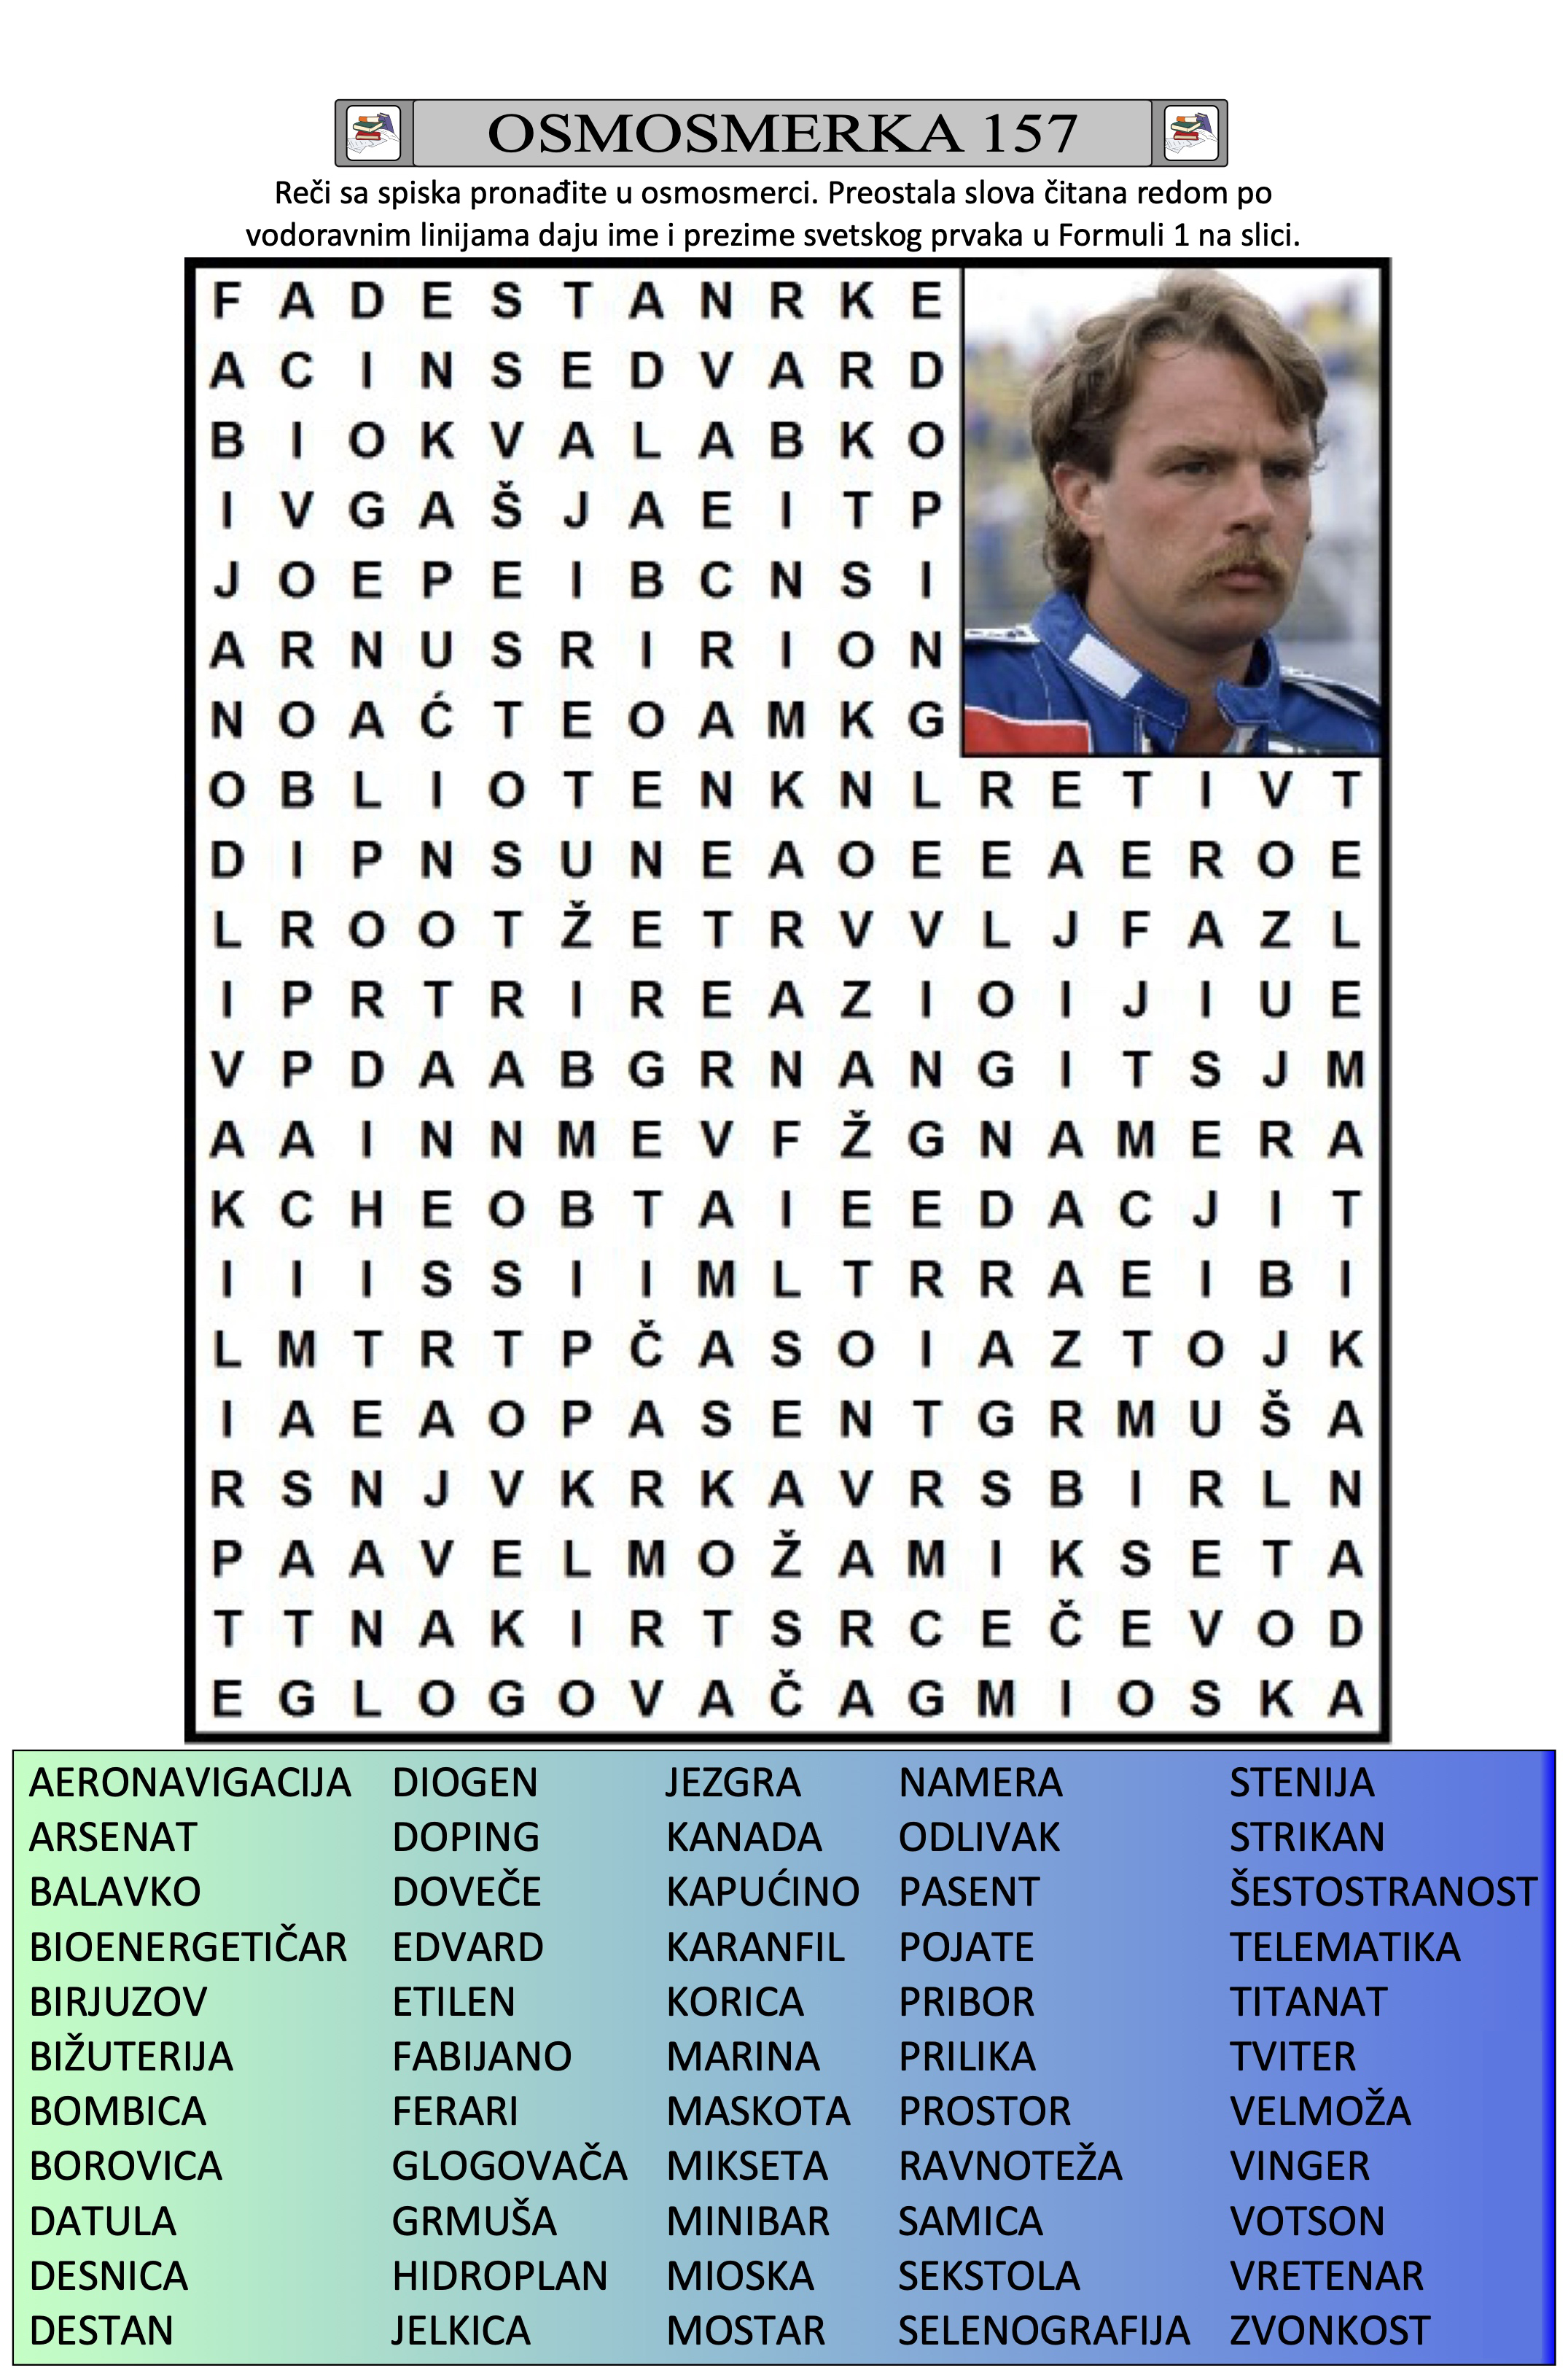 OSMOSMERKA 157
Reči sa spiska pronađite u osmosmerci. Preostala slova čitana redom po
vodoravnim linijama daju ime i prezime svetskog prvaka u Formuli 1 na slici.
F A D E S T A N R K E
A C I N S E D V A R D
B I O K V A L A B K O
I V G A Š J A E I T P
J O E P E I B C N S I
A R N U S R I R I O N
N O A Ć T E O A M K G
O B L I O T E N K N L R E T I V T
D I P N S U N E A O E E A E R O E
L R O O T Ž E T R V V L J F A Z L
I P R T R I R E A Z I O I J I U E
V P D A A B G R N A N G I T S J M
A A I N N M E V F Ž G N A M E R A
K C H E O B T A I E E D A C J I T
I I I S S I I M L T R R A E I B I
L M T R T P Č A S O I A Z T O J K
I A E A O P A S E N T G R M U Š A
R S N J V K R K A V R S B I R L N
P A A V E L M O Ž A M I K S E T A
T T N A K I R T S R C E Č E V O D
E G L O G O V A Č A G M I O S K A
AERONAVIGACIJA DIOGEN JEZGRA NAMERA STENIJA
ARSENAT DOPING KANADA ODLIVAK STRIKAN
BALAVKO DOVEČE KAPUĆINO PASENT ŠESTOSTRANOST
BIOENERGETIČAR EDVARD KARANFIL POJATE TELEMATIKA
BIRJUZOV ETILEN KORICA PRIBOR TITANAT
BIŽUTERIJA FABIJANO MARINA PRILIKA TVITER
BOMBICA FERARI MASKOTA PROSTOR VELMOŽA
BOROVICA GLOGOVAČA MIKSETA RAVNOTEŽA VINGER
DATULA GRMUŠA MINIBAR SAMICA VOTSON
DESNICA HIDROPLAN MIOSKA SEKSTOLA VRETENAR
DESTAN JELKICA MOSTAR SELENOGRAFIJA ZVONKOST